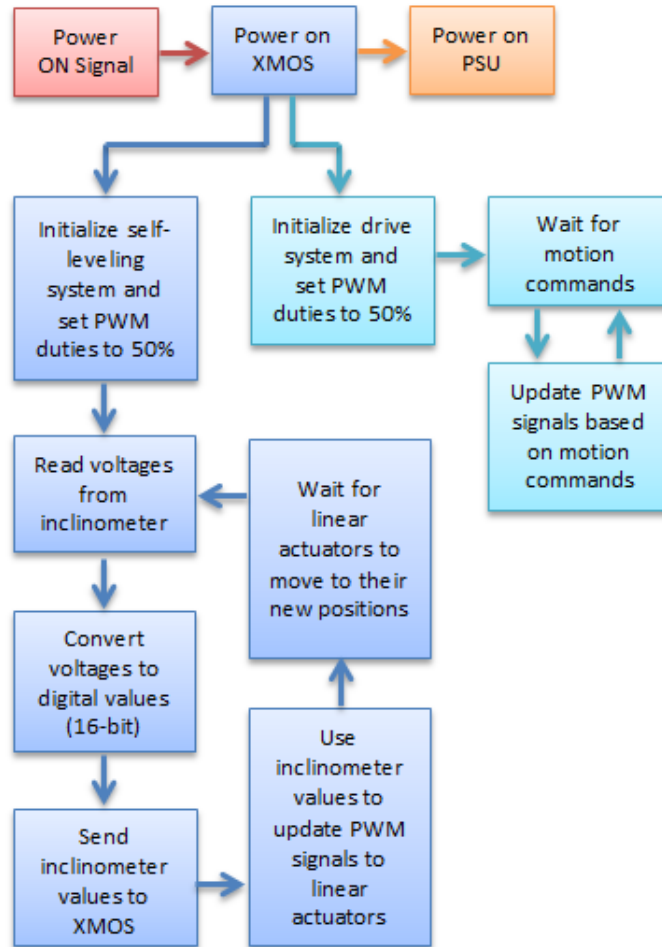 Power
ON Signal
Power on
XMOS
Power on
PSU
Initialize self-
leveling
system and
set PWM
duties to 50%
Initialize drive
system and
set PWM
duties to 50%
Wait for
motion
commands
Update PWM
signals based
on motion
commands
Read voltages
from
inclinometer
Wait for
linear
actuators to
move to their
new positions
Convert
voltages to
digital values
(16-bit)
Use
inclinometer
values to
update PWM
signals to
linear
actuators
Send
inclinometer
values to
XMOS